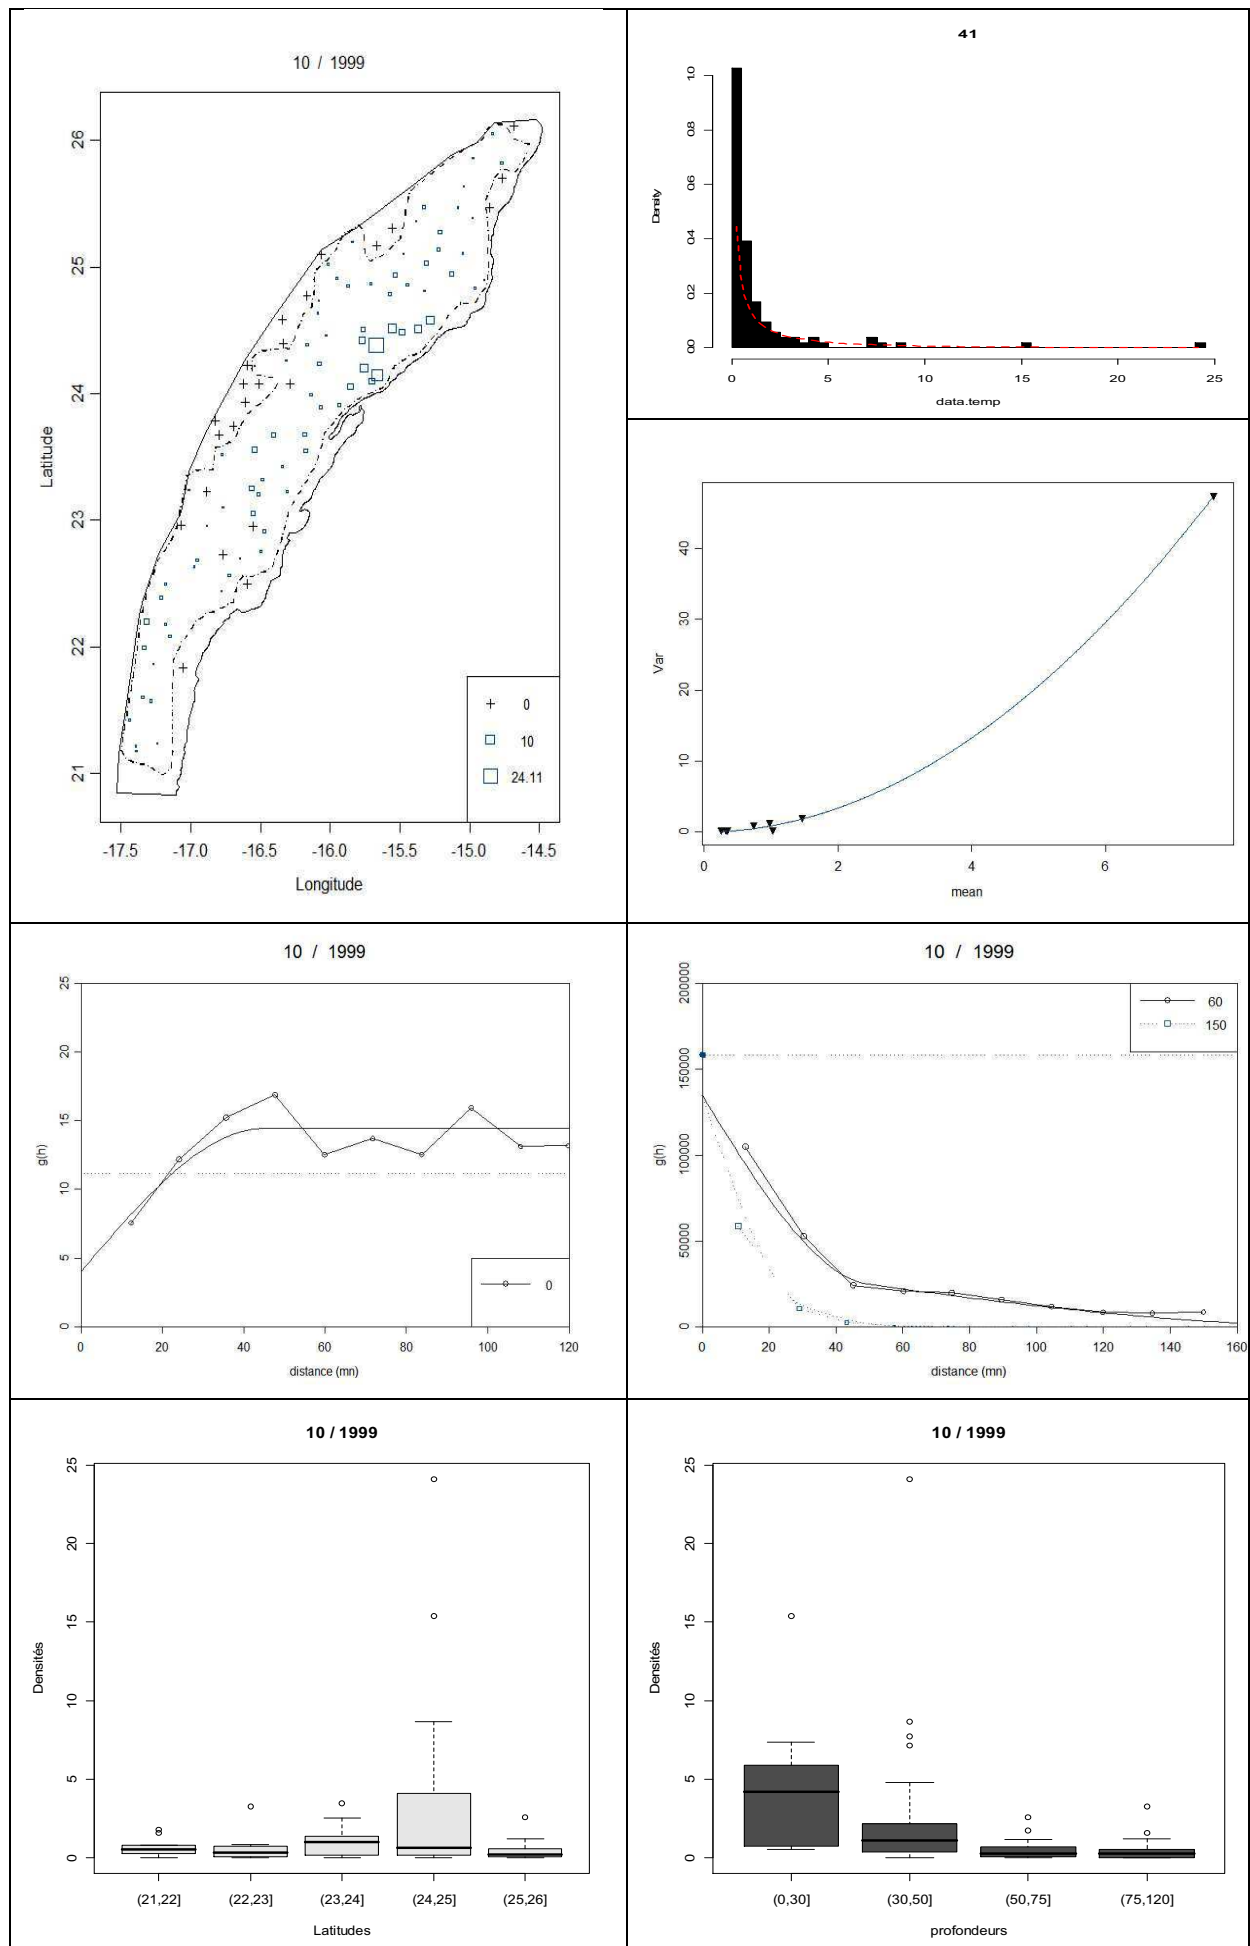 10 / 1999
26
25
24
23
22
21
Latitude
-17.5 -17.0 -16.5 -16.0 -15.5 -15.0 -14.5
Longitude
0
10
24.11
41
1.0
0.8
0.6
0.4
0.2
0.0
Density
0 5 10 15 20 25
data.temp
40
30
20
10
0
Var
0 2 4 6
mean
10 / 1999
25
20
15
10
5
0
g(h)
0 20 40 60 80 100 120
distance (mn)
0
10 / 1999
200000
150000
100000
50000
0
g(h)
0 20 40 60 80 100 120 140 160
distance (mn)
60
150
10 / 1999
25
20
15
10
5
0
Densités
(21,22] (22,23] (23,24] (24,25] (25,26]
Latitudes
10 / 1999
25
20
15
10
5
0
Densités
(0,30] (30,50] (50,75] (75,120]
profondeurs